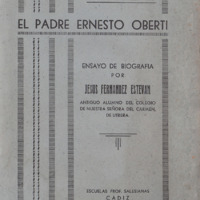 EL PADRE ERNESTO OBERTI
ENSAYO DE BIOGRAFIA
POR
JESUS FERNANDEZ ESTEBAN
ANTIGUO ALUMNO DEL COLEGIO
DE NUESTRA SEÑORA DEL CARMEN,
DE UTRERA
ESCUELAS PROF. SALESIANAS
CADIZ